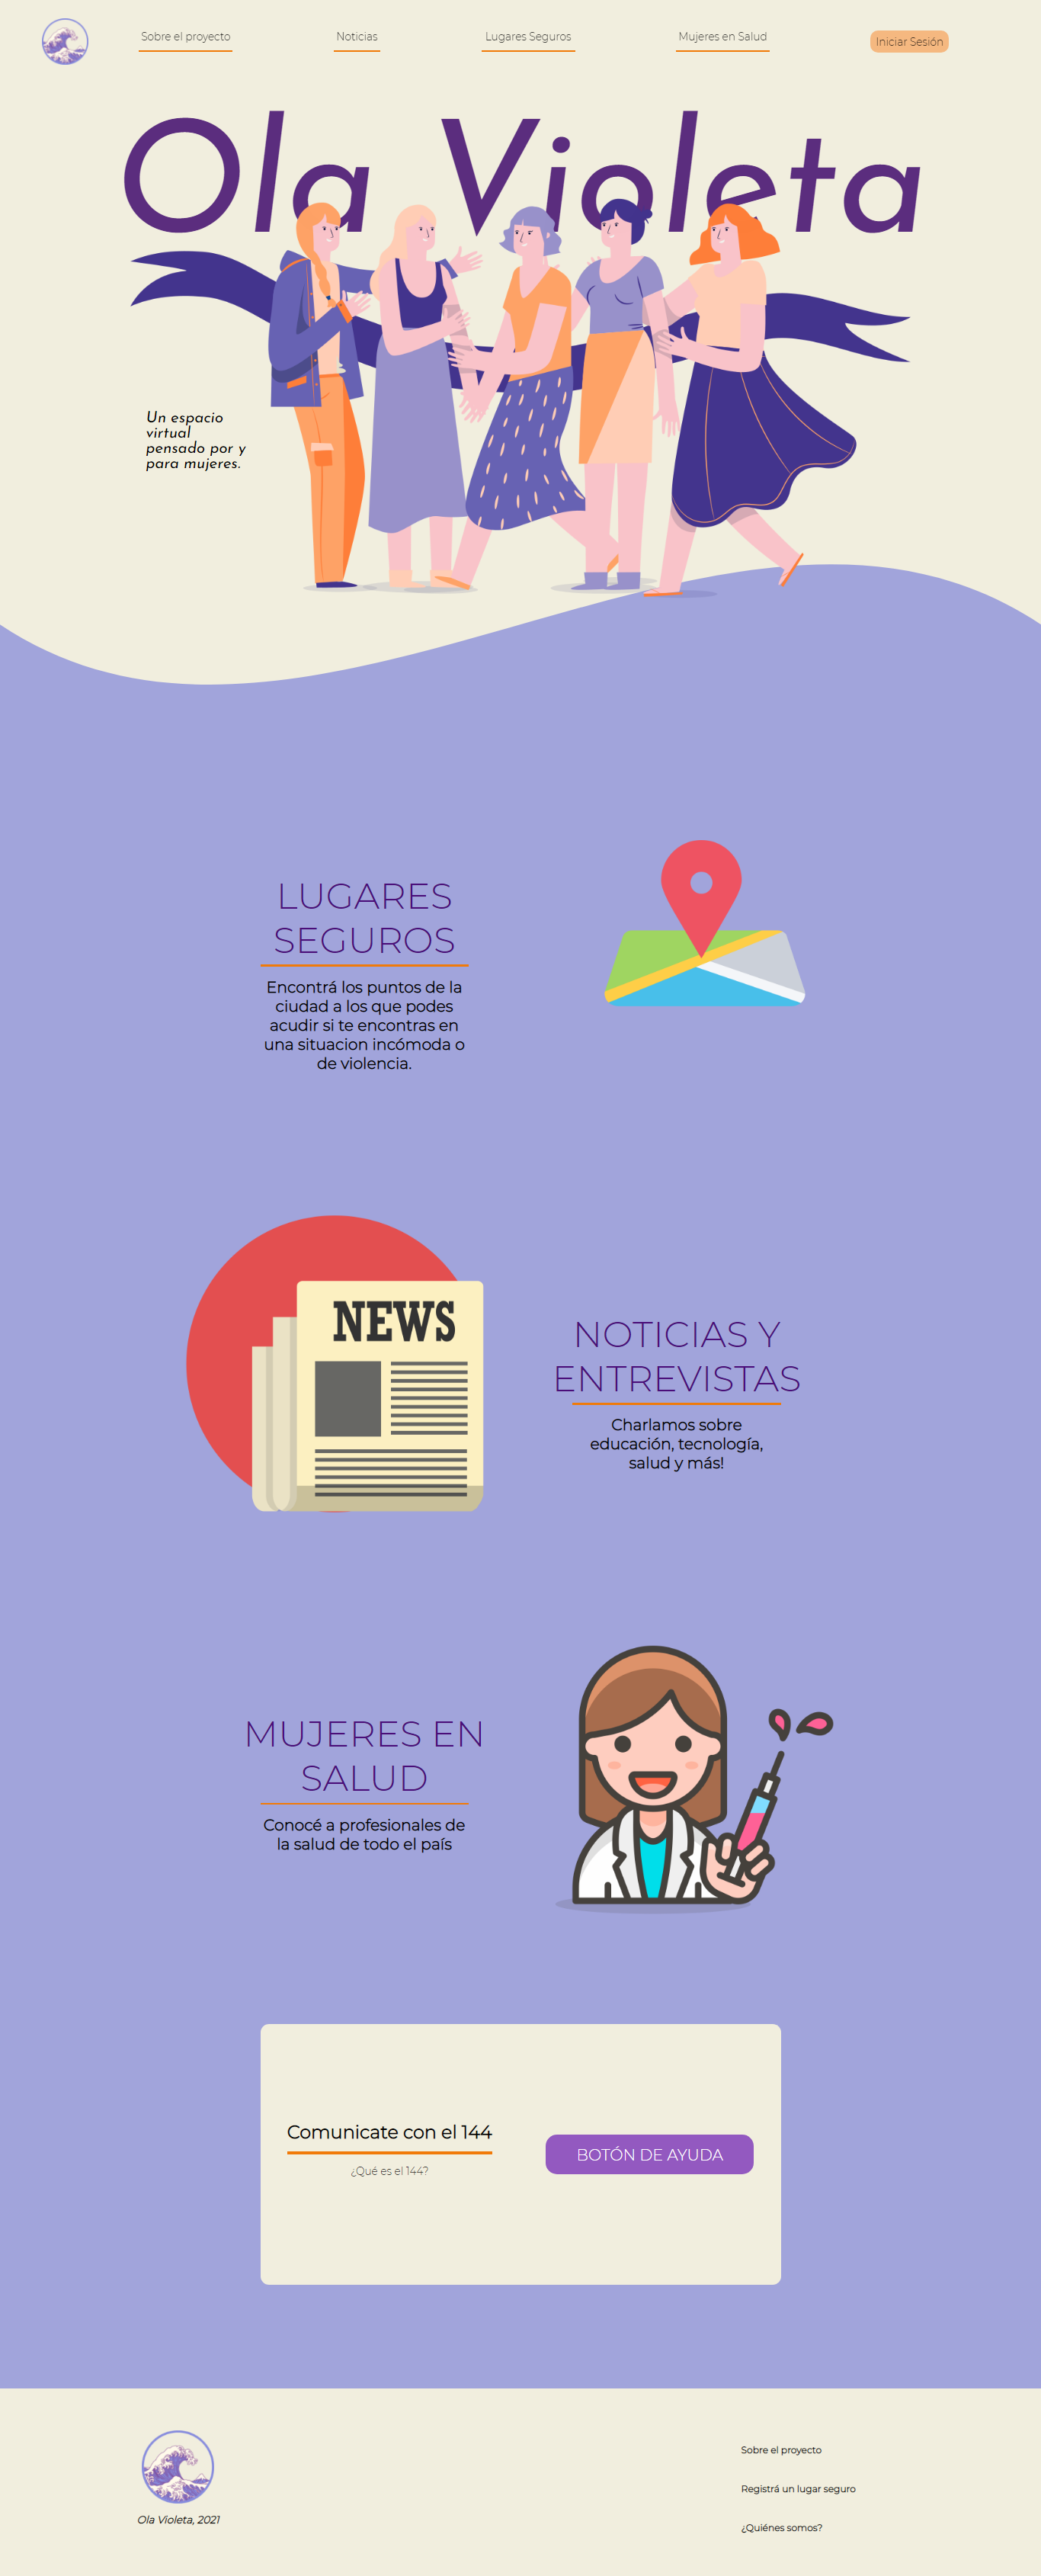 Sobre el proyecto
Noticias
Lugares Seguros
Mujeres en Salud
Iniciar Sesión
Ola Violeta
Un espacio
virtual
pensado por y
para mujeres.
LUGARES
SEGUROS
Encontrá los puntos de la
ciudad a los que podes
acudir si te encontras en
una situacion incómoda o
de violencia.
NEWS
NOTICIAS Y
ENTREVISTAS
Charlamos sobre
educación, tecnología,
salud y más!
MUJERES EN
SALUD
Conocé a profesionales de
la salud de todo el país
Comunicate con el 144
¿Qué es el 144?
BOTÓN DE AYUDA
Ola Violeta, 2021
Sobre el proyecto
Registrá un lugar seguro
¿Quiénes somos?